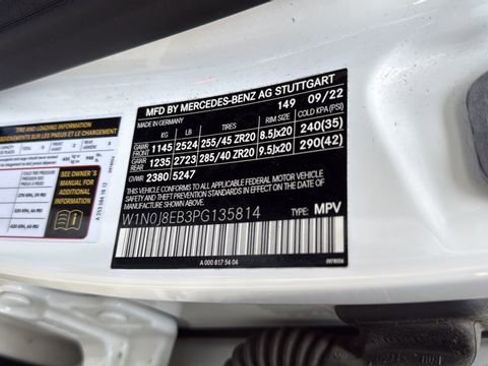 MFD BY MERCEDES-BENZ AG STUTTGART
MADE IN GERMANY 149 09/22
KG LB TIRES RIM SIZE COLD PRES (PSI)
GAWR FRONT 1145 2524 255/45 ZR20 8.5Jx20 240(35)
GAWR REAR 1235 2723 285/40 ZR20 9.5Jx20 290(42)
GVWR 2380 5247
THIS VEHICLE CONFORMS TO ALL APPLICABLE U.S. FEDERAL MOTOR VEHICLE
SAFETY, BUMPER AND THEFT PREVENTION STANDARDS IN EFFECT ON THE DATE OF
MANUFACTURE SHOWN ABOVE.
W1N0J8EB3PG135814 TYPE: MPV
A 000 817 56 04
TIRE AND LOADING INFORMATION
SEE OWNER'S
MANUAL FOR
ADDITIONAL
INFORMATION